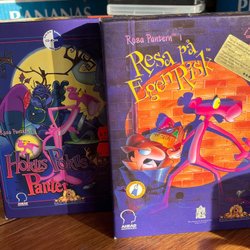 BANANAS
Rosa Pantern
Hokus Pokus
Panter
Rosa Pantern
Resa på
Egen Risk